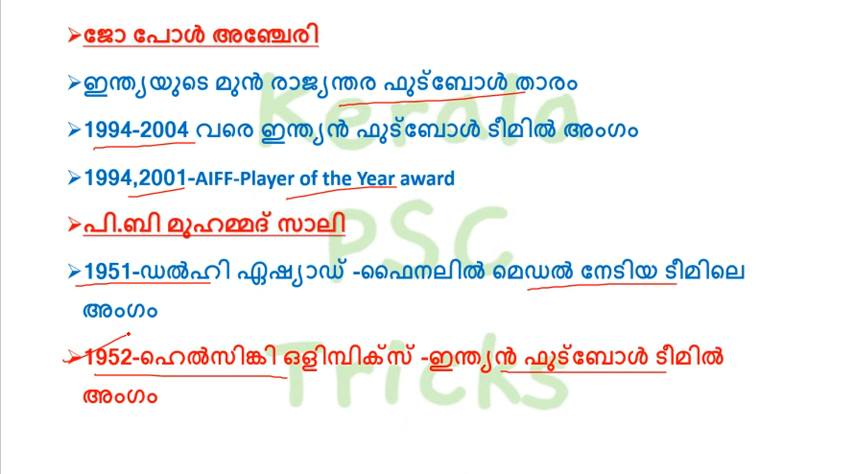 ➢ജോ പോൾ അഞ്ചേരി
➢ഇന്ത്യയുടെ മുൻ രാജ്യന്തര ഫുട്ബോൾ താരം
➢1994-2004 വരെ ഇന്ത്യൻ ഫുട്ബോൾ ടീമിൽ അംഗം
➢1994,2001-AIFF-Player of the Year award
➢പി.ബി മുഹമ്മദ് സാലി
➢1951-ഡൽഹി ഏഷ്യാഡ് -ഫൈനലിൽ മെഡൽ നേടിയ ടീമിലെ
അംഗം
➢1952-ഹെൽസിങ്കി ഒളിമ്പിക്സ് -ഇന്ത്യൻ ഫുട്ബോൾ ടീമിൽ
അംഗം
Kerala
PSC
Tricks